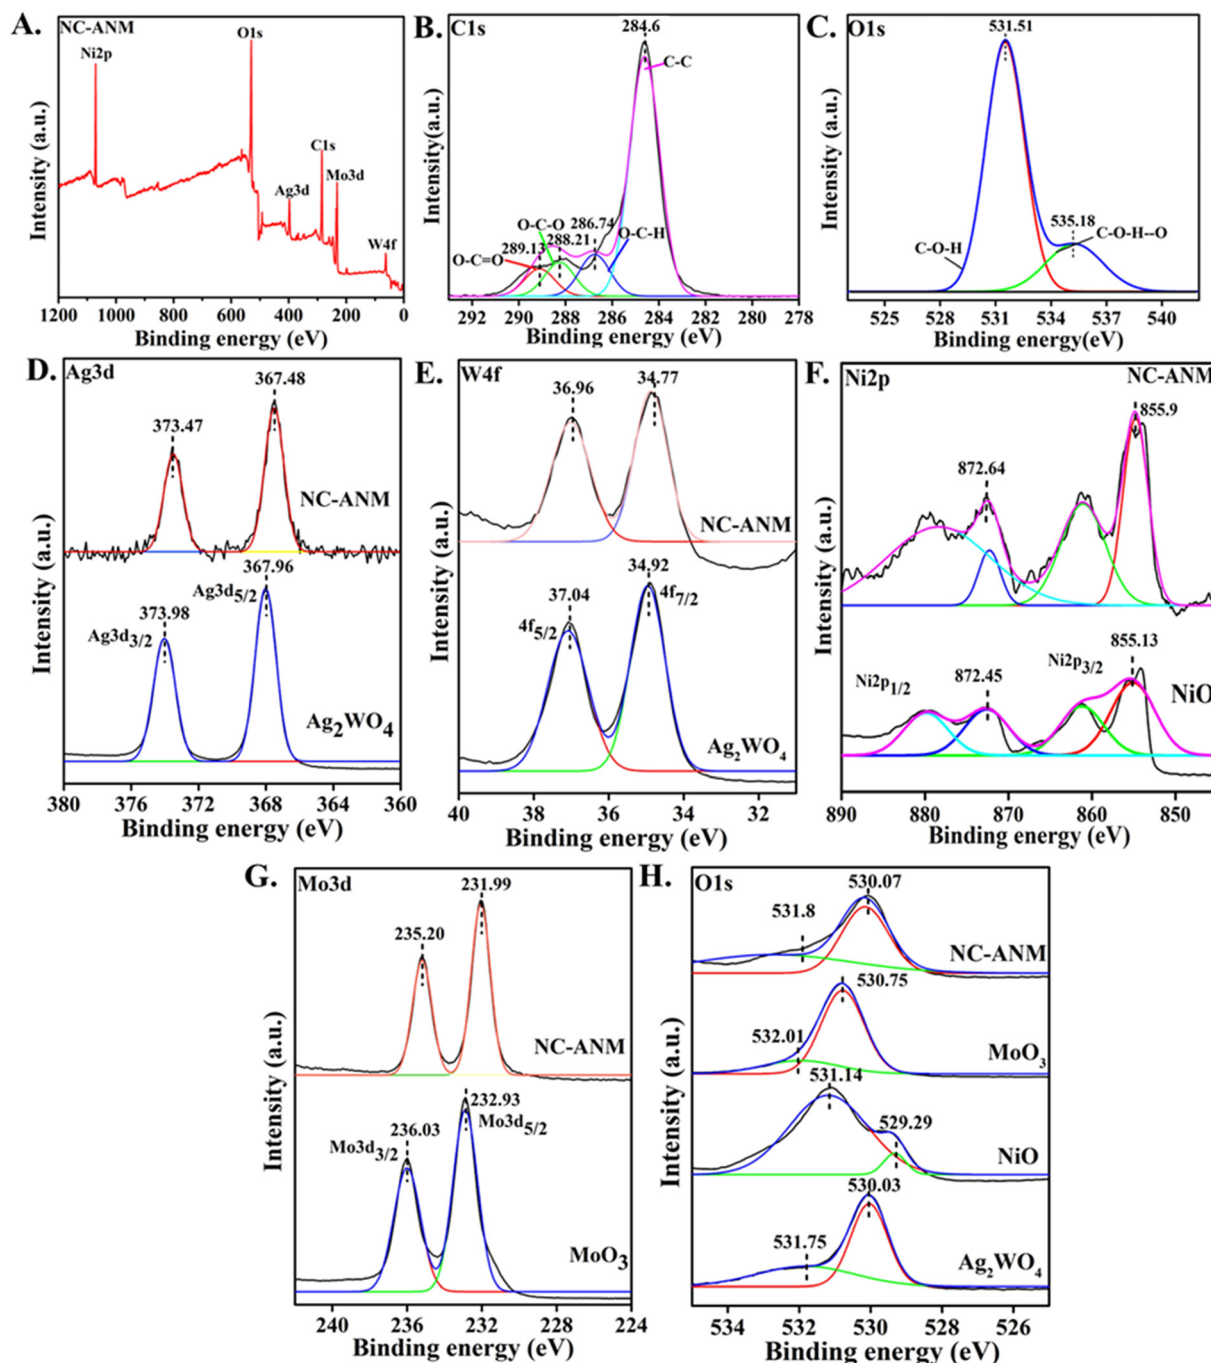 A.
NC-ANM
Ni2p
O1s
C1s
Mo3d
Ag3d
W4f
Intensity (a.u.)
1200 1000 800 600 400 200 0
Binding energy (eV)
B.
C1s
284.6
C-C
O-C-O
286.74
289.13
288.21
O-C-H
O-C=O
Intensity(a.u.)
292 290 288 286 284 282 280 278
Binding energy (eV)
C.
O1s
531.51
535.18
C-O-H--O
C-O-H
Intensity (a.u.)
525 528 531 534 537 540
Binding energy(eV)
D.
Ag3d
367.48
373.47
NC-ANM
367.96
Ag3d5/2
373.98
Ag3d3/2
Ag2WO4
Intensity (a.u.)
380 376 372 368 364 360
Binding energy (eV)
E.
W4f
36.96
34.77
NC-ANM
34.92
37.04
4f7/2
4f5/2
Ag2WO4
Intensity (a.u.)
40 38 36 34 32
Binding energy (eV)
F.
Ni2p
NC-ANM
855.9
872.64
855.13
Ni2p3/2
Ni2p1/2
872.45
NiO
Intensity (a.u.)
890 880 870 860 850
Binding energy (eV)
G.
Mo3d
231.99
235.20
NC-ANM
232.93
Mo3d5/2
236.03
Mo3d3/2
MoO3
Intensity (a.u.)
240 236 232 228 224
Binding energy (eV)
H.
O1s
530.07
531.8
NC-ANM
530.75
532.01
MoO3
531.14
529.29
NiO
530.03
531.75
Ag2WO4
Intensity (a.u.)
534 532 530 528 526
Binding energy (eV)